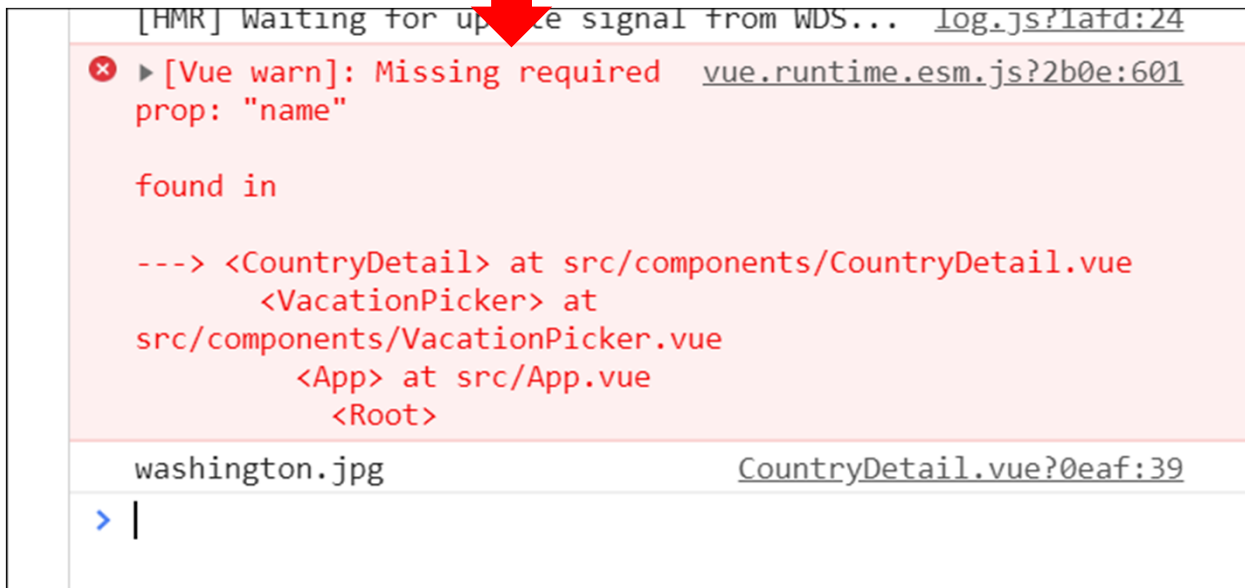 [HMR] Waiting for signal from WDS... log.js?1afd:24
[Vue warn]: Missing required vue.runtime.esm.js?2b0e:601
prop: "name"
found in
---> <CountryDetail> at src/components/CountryDetail.vue
<VacationPicker> at
src/components/VacationPicker.vue
<App> at src/App.vue
<Root>
washington.jpg CountryDetail.vue?0eaf:39
>